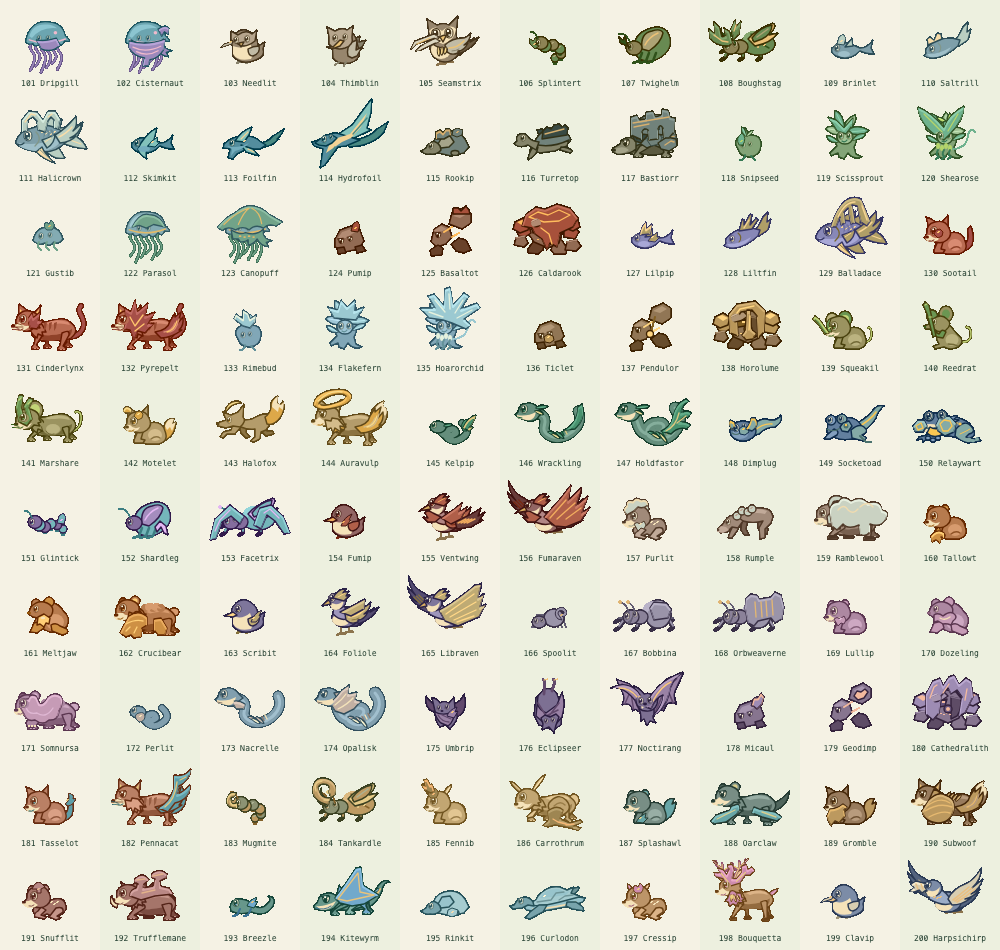 101 Dripgill 102 Cisternaut 103 Needlit 104 Thimblin 105 Seamstrix 106 Splintert 107 Twighelm 108 Boughstag 109 Brinlet 110 Saltrill
111 Halicrown 112 Skimkit 113 Foilfin 114 Hydrofoil 115 Rookip 116 Turretop 117 Bastiorr 118 Snipseed 119 Scissprout 120 Shearose
121 Gustib 122 Parasol 123 Canopuff 124 Pumip 125 Basaltot 126 Caldarook 127 Lilpip 128 Liltfin 129 Balladace 130 Sootail
131 Cinderlynx 132 Pyrepelt 133 Rimebud 134 Flakefern 135 Hoarorchid 136 Ticlet 137 Pendulor 138 Horolume 139 Squeakil 140 Reedrat
141 Marshare 142 Motelet 143 Halofox 144 Auravulp 145 Kelpip 146 Wrackling 147 Holdfastor 148 Dimplug 149 Socketoad 150 Relaywart
151 Glintick 152 Shardleg 153 Facetrix 154 Fumip 155 Ventwing 156 Fumaraven 157 Purlit 158 Rumple 159 Ramblewool 160 Tallowt
161 Meltjaw 162 Crucibear 163 Scribit 164 Foliole 165 Libraven 166 Spoolit 167 Bobbina 168 Orbweaverne 169 Lullip 170 Dozeling
171 Somnursa 172 Perlit 173 Nacrelle 174 Opalisk 175 Umbrip 176 Eclipseer 177 Noctirang 178 Micaul 179 Geodimp 180 Cathedralith
181 Tasselot 182 Pennacat 183 Mugmite 184 Tankardle 185 Fennib 186 Carrothrum 187 Splashawl 188 Oarclaw 189 Gromble 190 Subwoof
191 Snufflit 192 Trufflemane 193 Breezle 194 Kitewyrm 195 Rinkit 196 Curlodon 197 Cressip 198 Bouquetta 199 Clavip 200 Harpsichirp